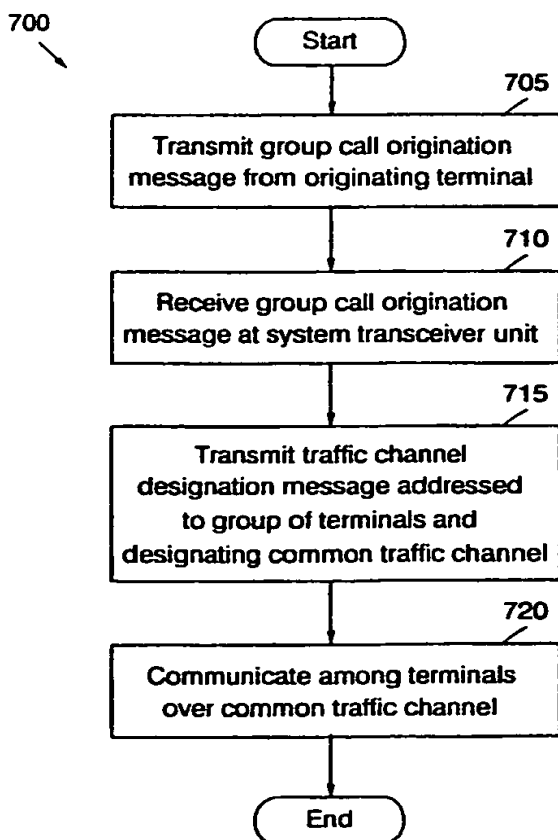 700
Start
705
Transmit group call origination
message from originating terminal
710
Receive group call origination
message at system transceiver unit
715
Transmit traffic channel
designation message addressed
to group of terminals and
designating common traffic channel
720
Communicate among terminals
over common traffic channel
End